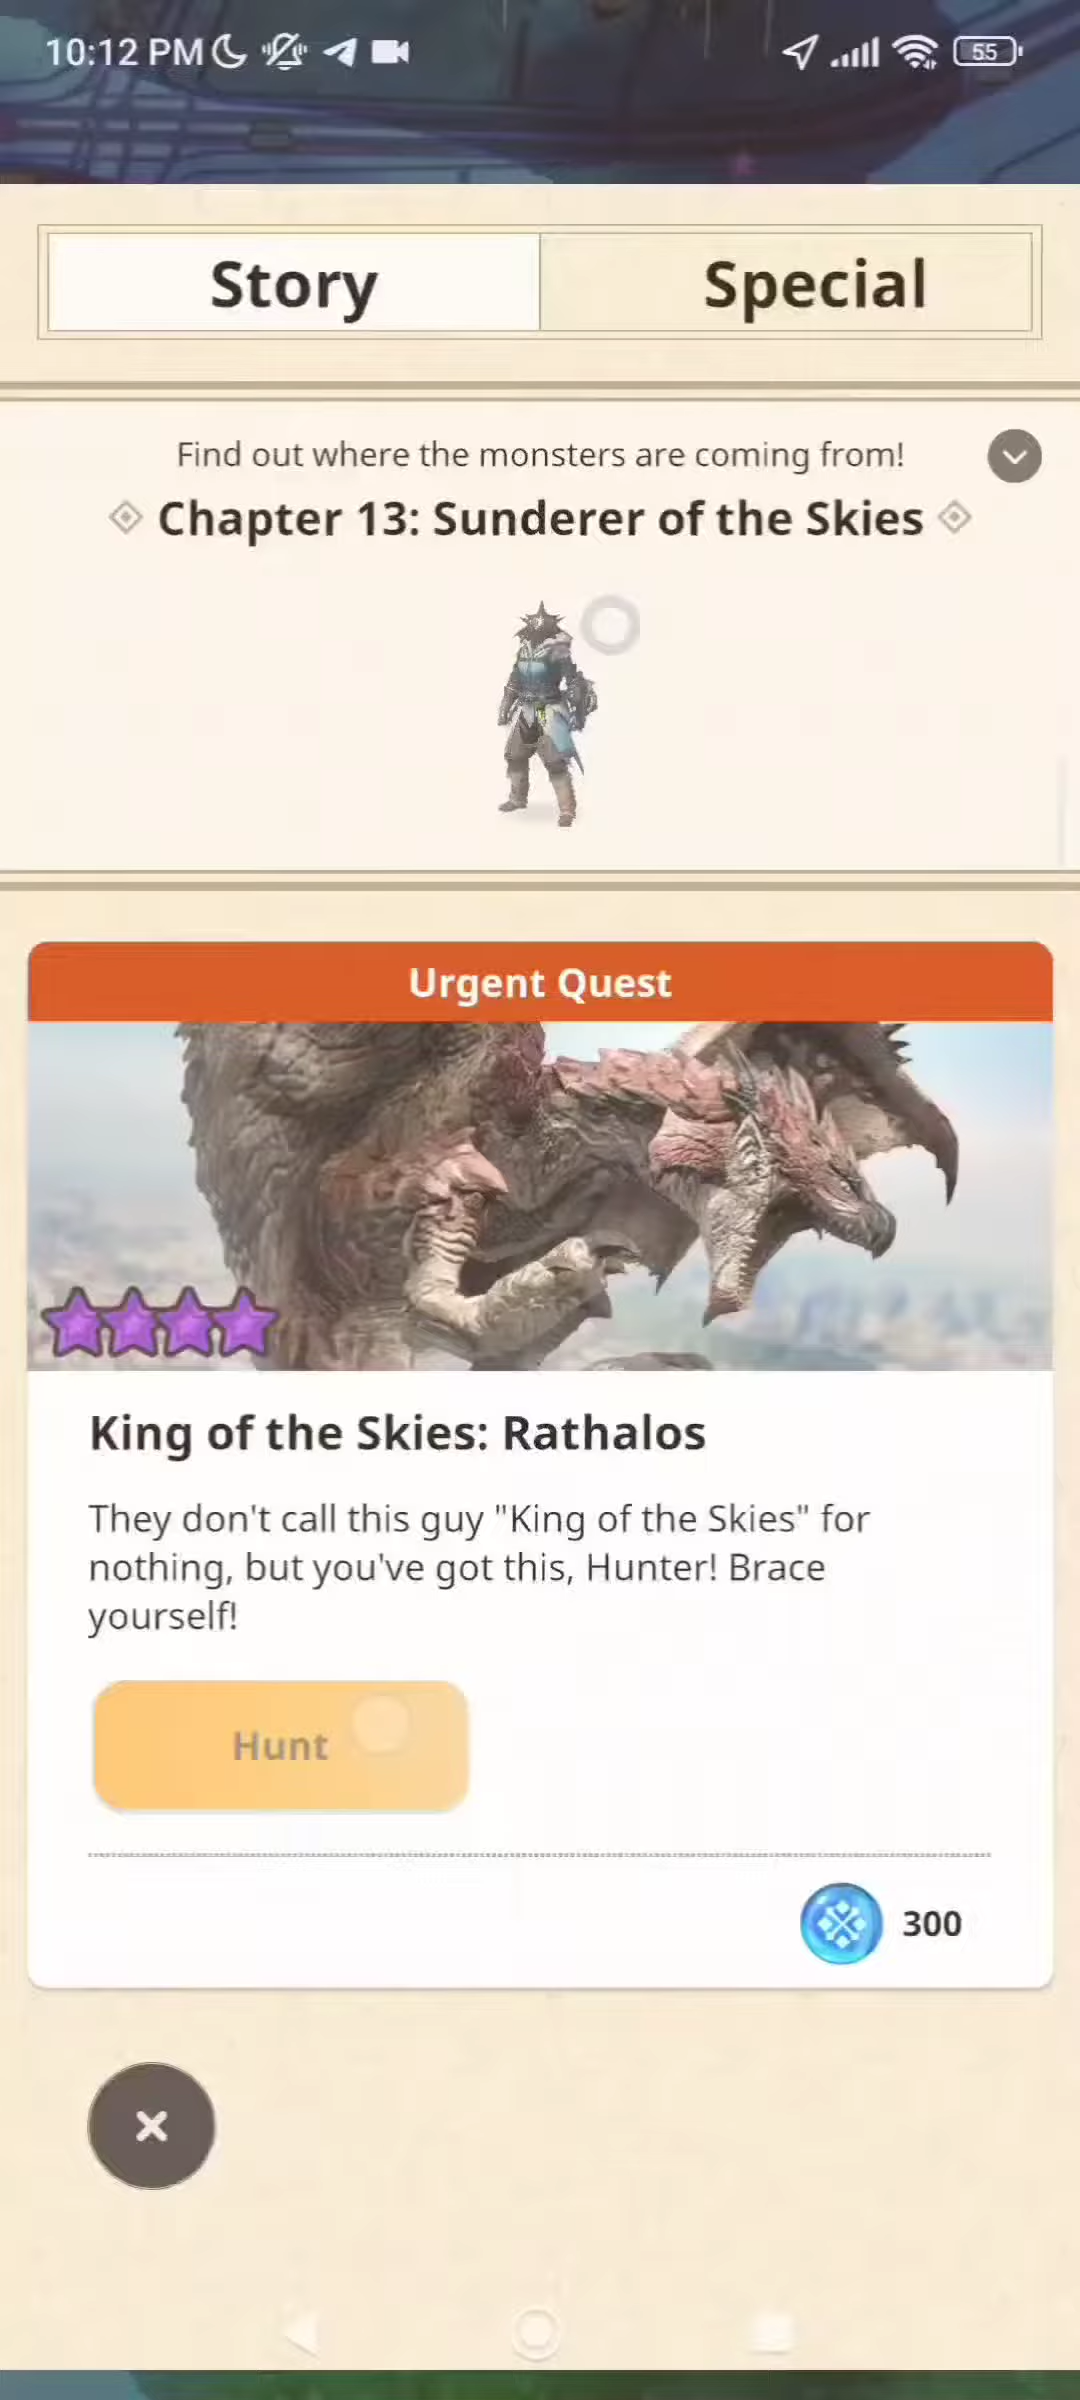 10:12 PM
55
Story
Special
Find out where the monsters are coming from!
Chapter 13: Sunderer of the Skies
Urgent Quest
King of the Skies: Rathalos
They don't call this guy "King of the Skies" for
nothing, but you've got this, Hunter! Brace
yourself!
Hunt
300